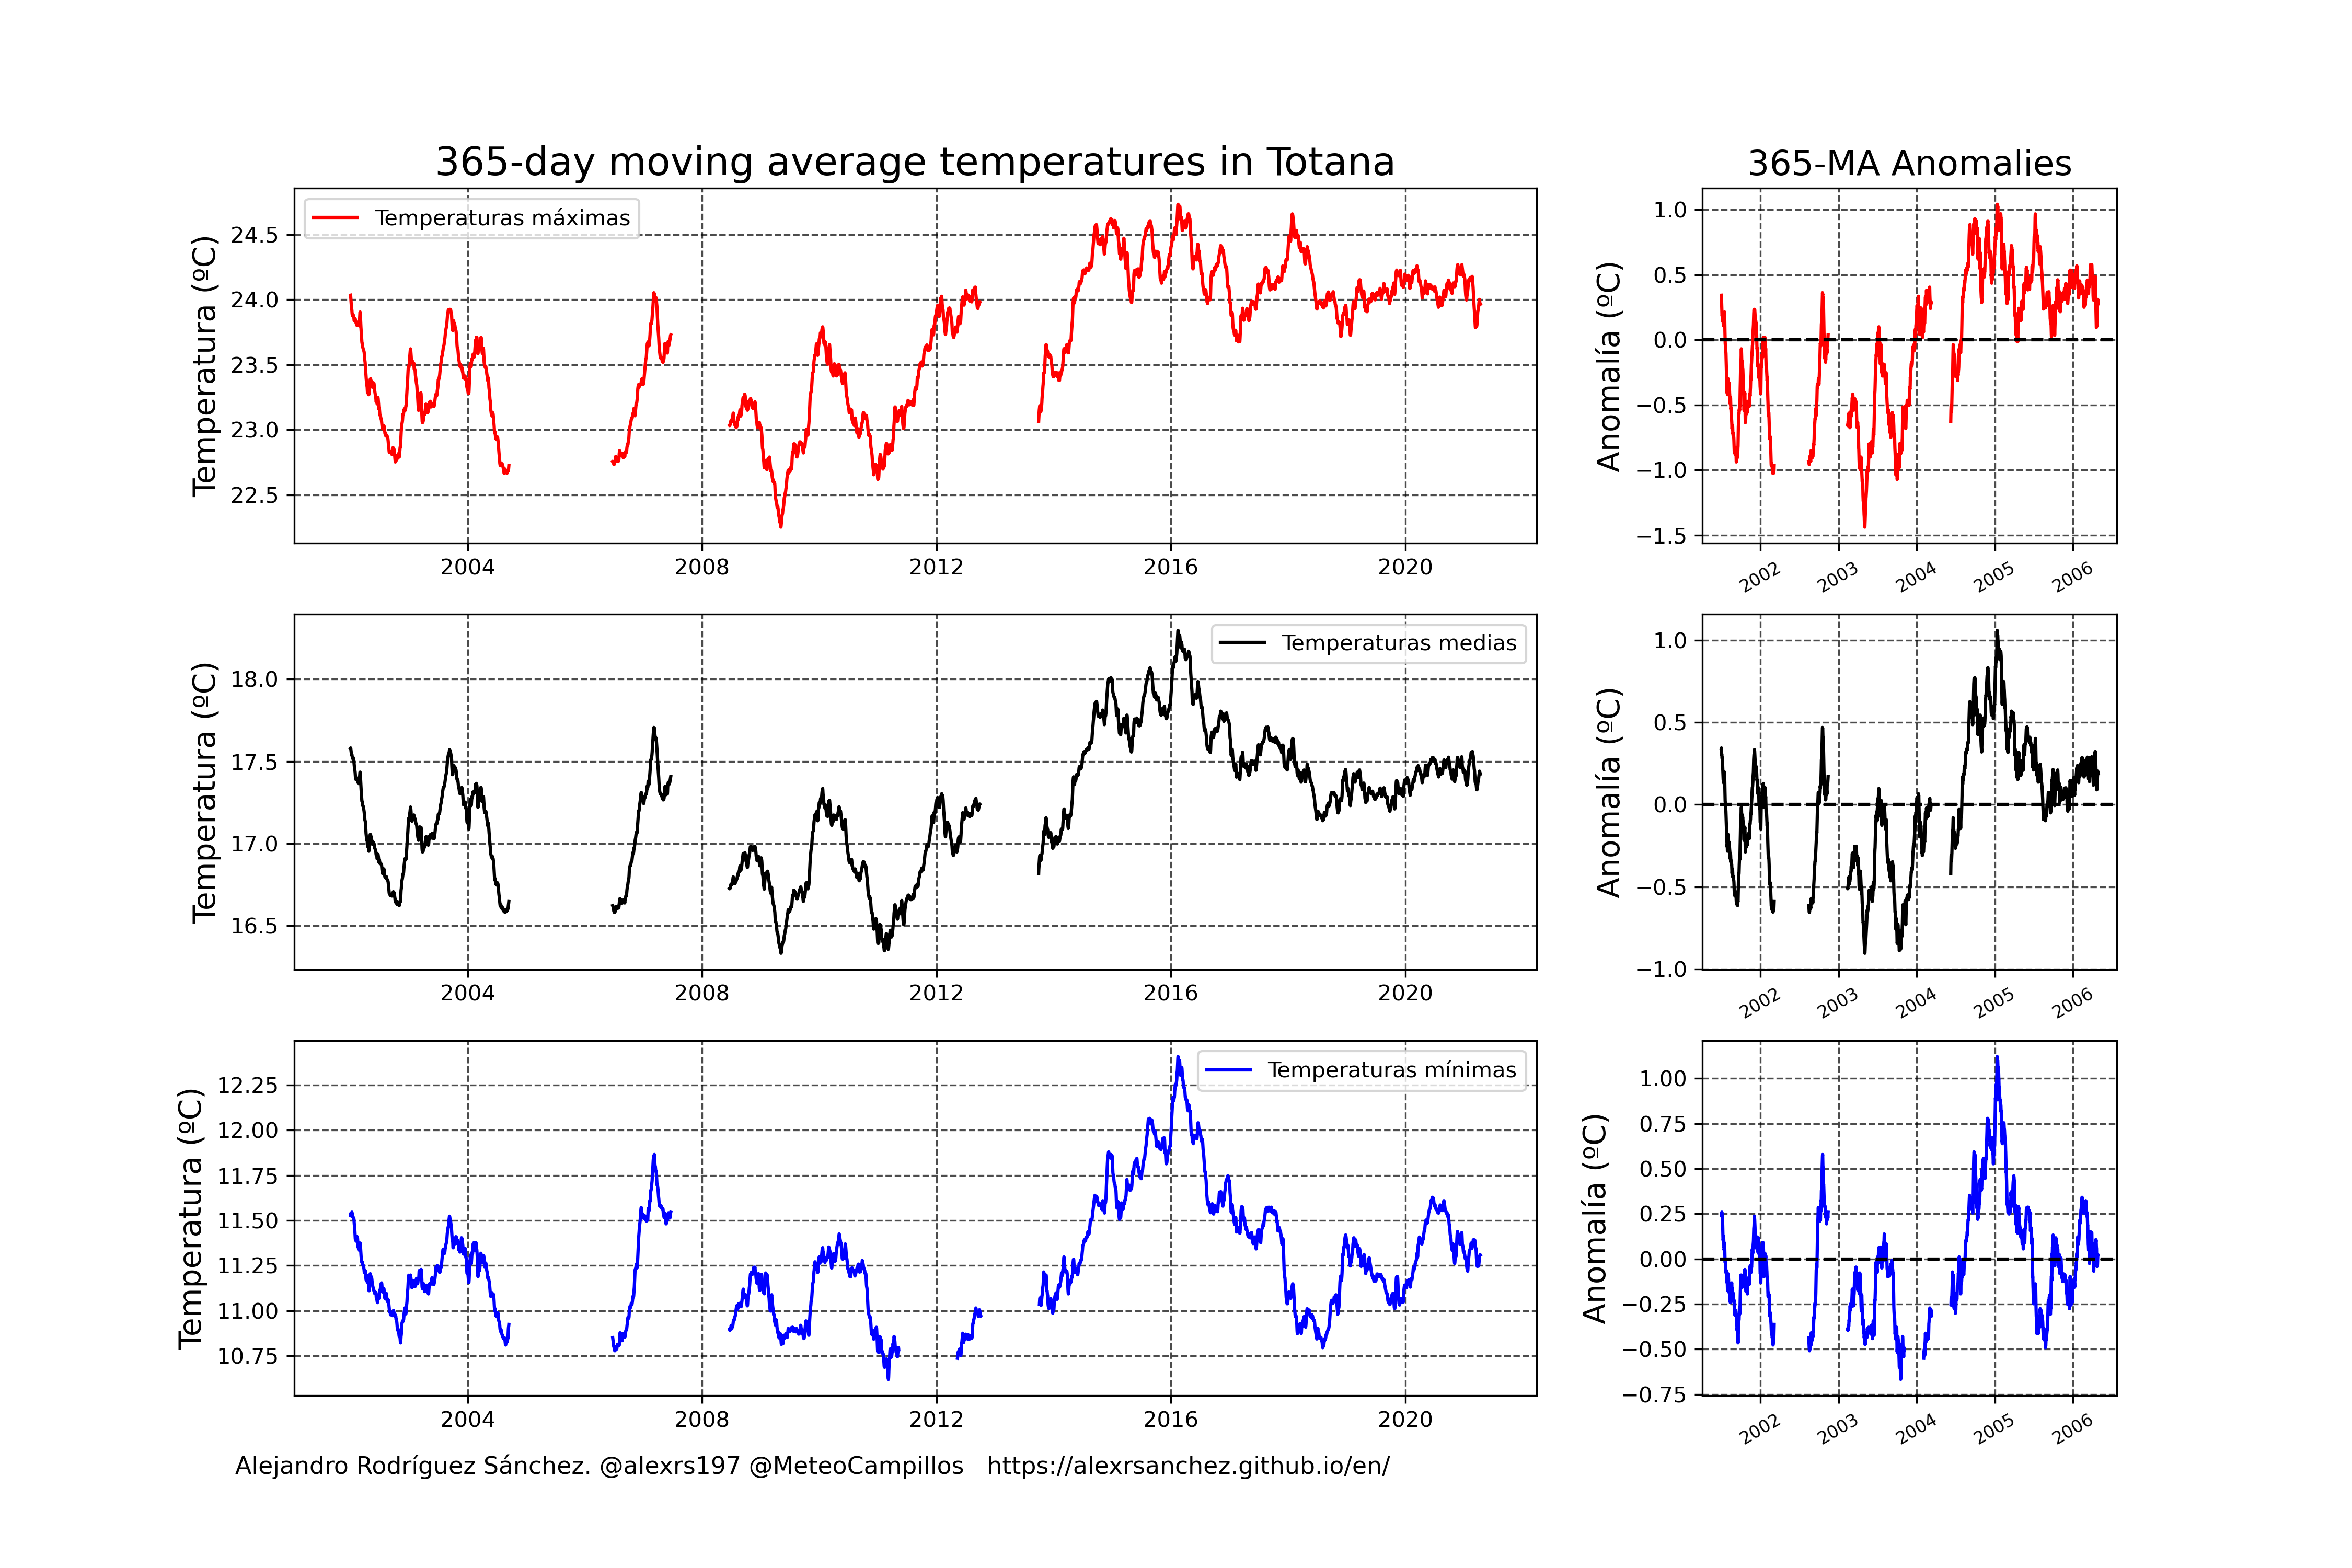 365-day moving average temperatures in Totana
365-MA Anomalies
Temperaturas máximas
Temperatura (ºC)
24.5
24.0
23.5
23.0
22.5
2004 2008 2012 2016 2020
Anomalía (ºC)
1.0
0.5
0.0
−0.5
−1.0
−1.5
2002 2003 2004 2005 2006
Temperaturas medias
Temperatura (ºC)
18.0
17.5
17.0
16.5
2004 2008 2012 2016 2020
Anomalía (ºC)
1.0
0.5
0.0
−0.5
−1.0
2002 2003 2004 2005 2006
Temperaturas mínimas
Temperatura (ºC)
12.25
12.00
11.75
11.50
11.25
11.00
10.75
2004 2008 2012 2016 2020
Anomalía (ºC)
1.00
0.75
0.50
0.25
0.00
−0.25
−0.50
−0.75
2002 2003 2004 2005 2006
Alejandro Rodríguez Sánchez. @alexrs197 @MeteoCampillos https://alexrsanchez.github.io/en/